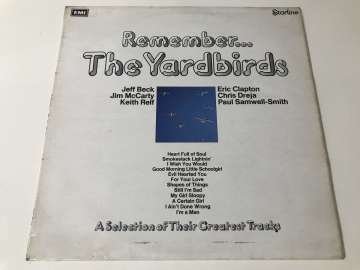 EMI
Starline
Remember...
The Yardbirds
Jeff Beck
Jim McCarty
Keith Relf
Eric Clapton
Chris Dreja
Paul Samwell-Smith
Heart Full of Soul
Smokestack Lightnin'
I Wish You Would
Good Morning Little Schoolgirl
Evil Hearted You
For Your Love
Shapes of Things
Still I'm Sad
My Girl Sloopy
A Certain Girl
I Ain't Done Wrong
I'm a Man
A Selection of Their Greatest Tracks